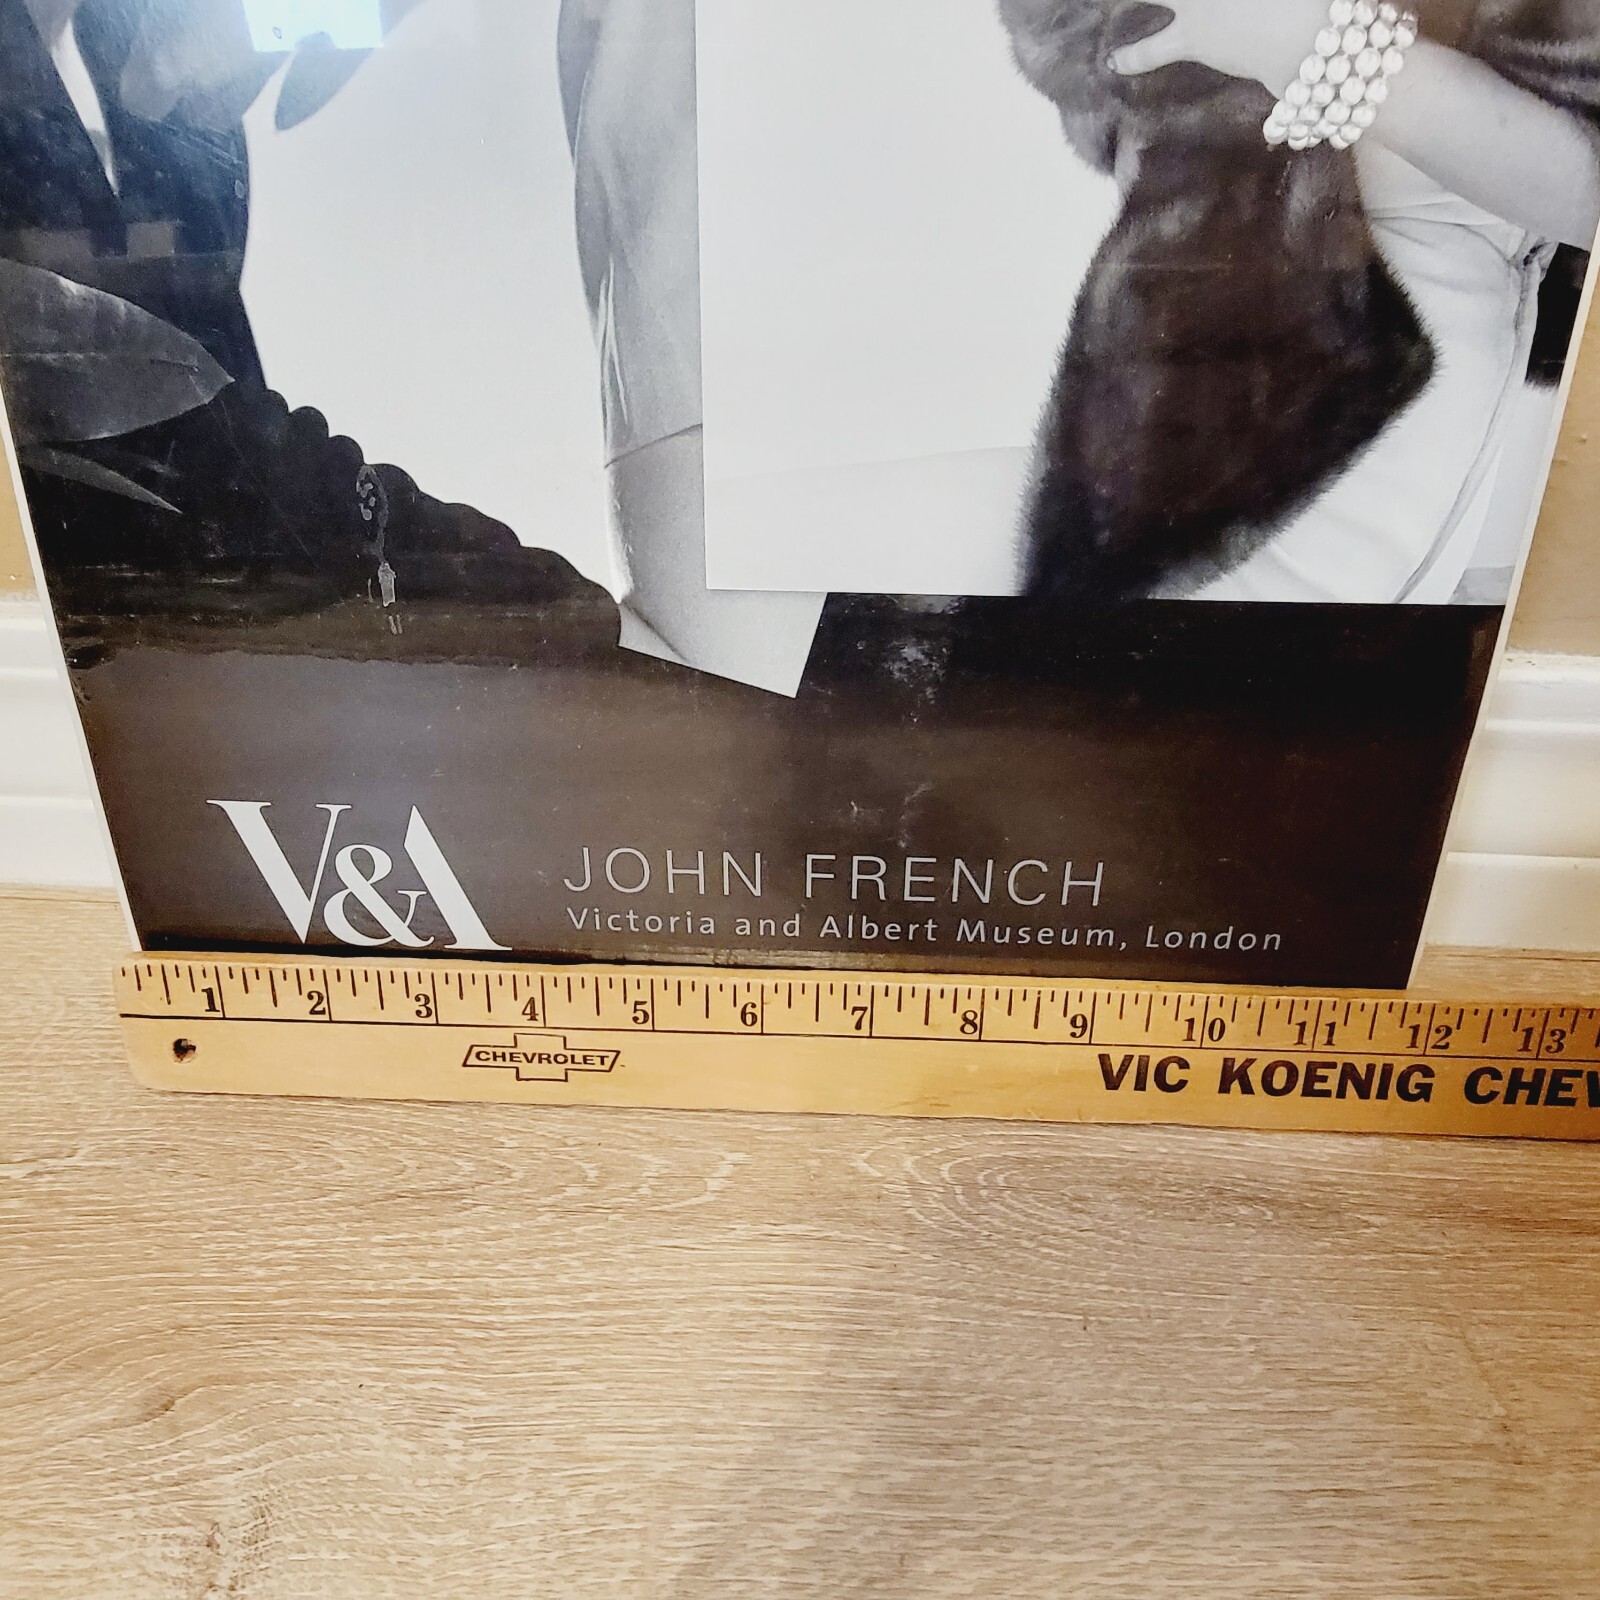 V&A
JOHN FRENCH
Victoria and Albert Museum, London
1 2 3 4 5 6 7 8 9 10 11 12 13
CHEVROLET
VIC KOENIG CHEV